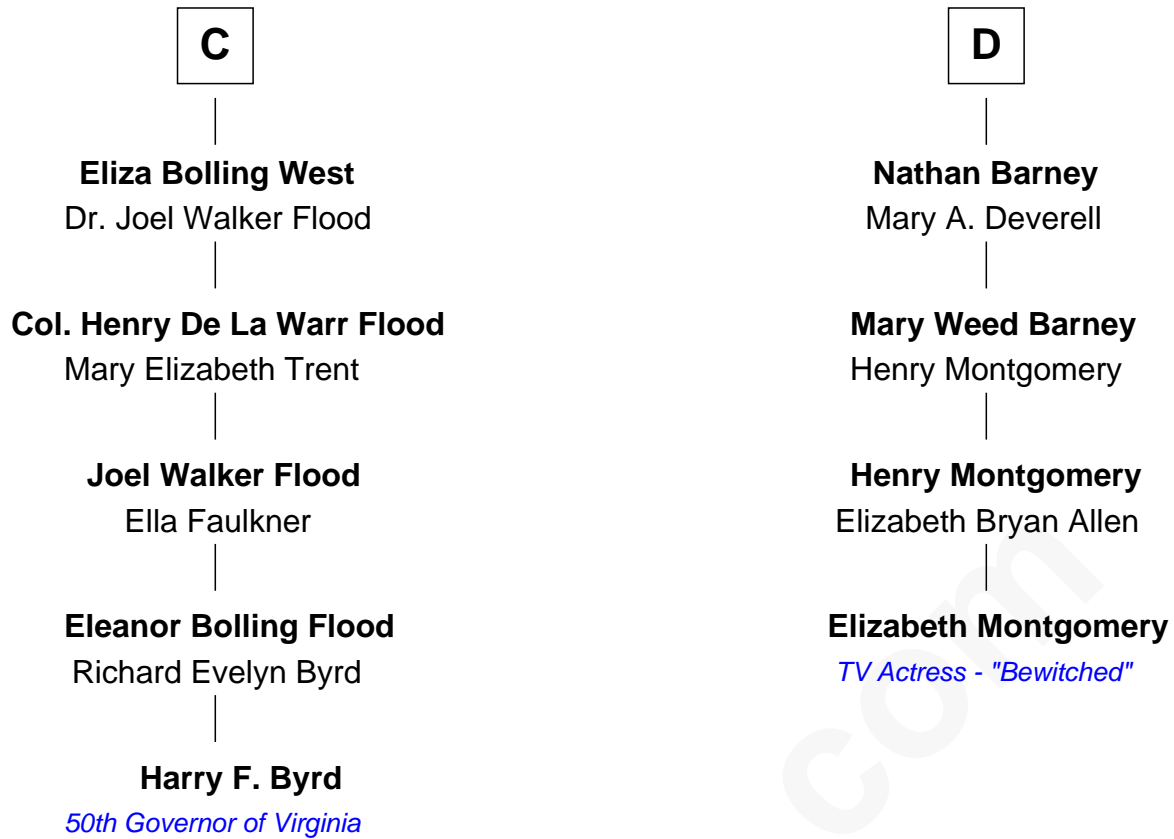 C
Eliza Bolling West
Dr. Joel Walker Flood
Col. Henry De La Warr Flood
Mary Elizabeth Trent
Joel Walker Flood
Ella Faulkner
Eleanor Bolling Flood
Richard Evelyn Byrd
Harry F. Byrd
50th Governor of Virginia
D
Nathan Barney
Mary A. Deverell
Mary Weed Barney
Henry Montgomery
Henry Montgomery
Elizabeth Bryan Allen
Elizabeth Montgomery
TV Actress - "Bewitched"
com